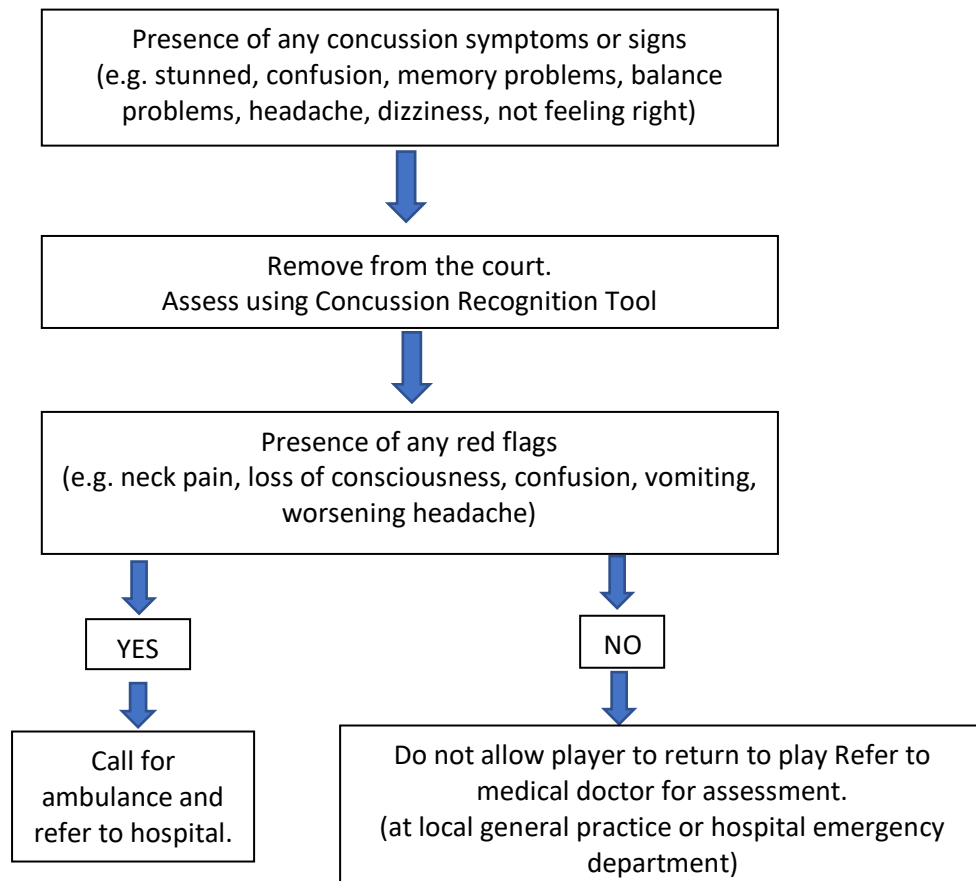 Presence of any concussion symptoms or signs
(e.g. stunned, confusion, memory problems, balance
problems, headache, dizziness, not feeling right)
Remove from the court.
Assess using Concussion Recognition Tool
Presence of any red flags
(e.g. neck pain, loss of consciousness, confusion, vomiting,
worsening headache)
YES
NO
Call for
ambulance and
refer to hospital.
Do not allow player to return to play Refer to
medical doctor for assessment.
(at local general practice or hospital emergency
department)